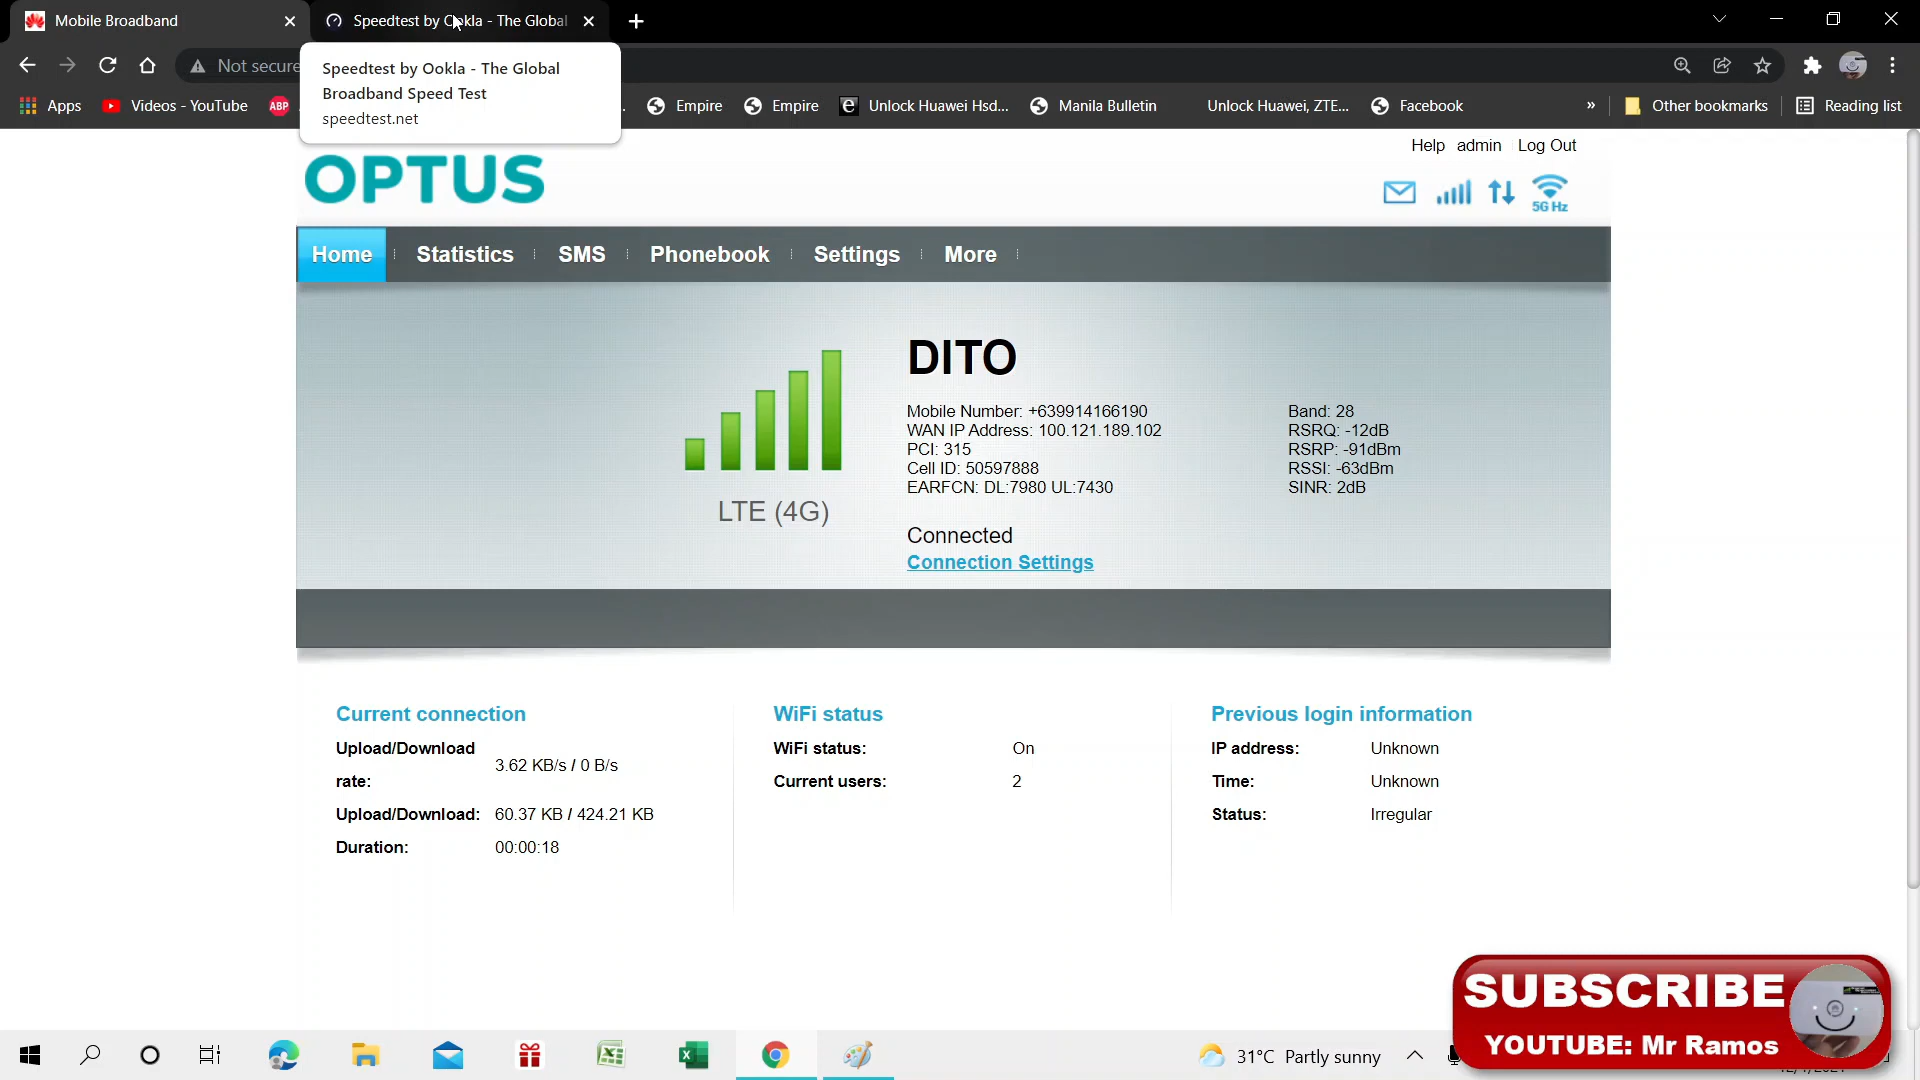 Mobile Broadband
Speedtest by Ookla - The Global
Not secure
Speedtest by Ookla - The Global
Broadband Speed Test
speedtest.net
Apps
Videos - YouTube
ABP
Empire
Empire
Unlock Huawei Hsd...
Manila Bulletin
Unlock Huawei, ZTE...
Facebook
»
Other bookmarks
Reading list
Help admin Log Out
OPTUS
5G Hz
Home
Statistics
SMS
Phonebook
Settings
More
DITO
Mobile Number: +639914166190
WAN IP Address: 100.121.189.102
PCI: 315
Cell ID: 50597888
EARFCN: DL:7980 UL:7430
Band: 28
RSRQ: -12dB
RSRP: -91dBm
RSSI: -63dBm
SINR: 2dB
LTE (4G)
Connected
Connection Settings
Current connection
Upload/Download
rate:
3.62 KB/s / 0 B/s
Upload/Download: 60.37 KB / 424.21 KB
Duration: 00:00:18
WiFi status
WiFi status: On
Current users: 2
Previous login information
IP address: Unknown
Time: Unknown
Status: Irregular
SUBSCRIBE
YOUTUBE: Mr Ramos
31°C Partly sunny